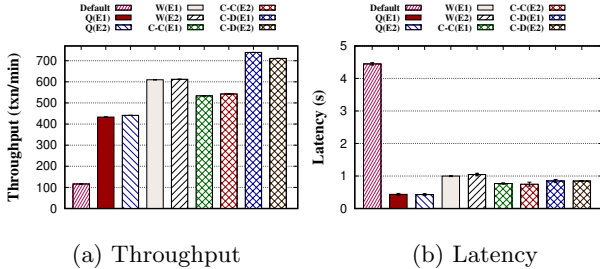 Default
Q(E1)
Q(E2)
W(E1)
W(E2)
C-C(E1)
C-C(E2)
C-D(E1)
C-D(E2)
Throughput (txn/min)
700
600
500
400
300
200
100
0
(a) Throughput
Default
Q(E1)
Q(E2)
W(E1)
W(E2)
C-C(E1)
C-C(E2)
C-D(E1)
C-D(E2)
Latency (s)
5
4
3
2
1
0
(b) Latency